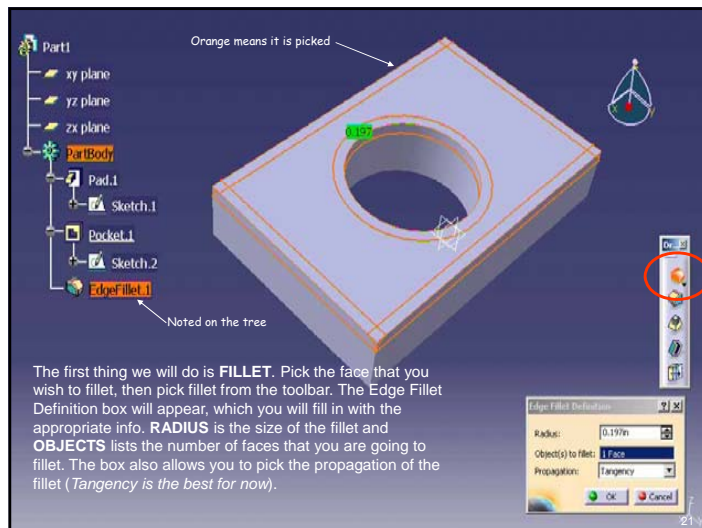 Part1
xy plane
yz plane
zx plane
PartBody
Pad.1
Sketch.1
Pocket.1
Sketch.2
EdgeFillet.1
Orange means it is picked
0.197
Noted on the tree
The first thing we will do is FILLET. Pick the face that you
wish to fillet, then pick fillet from the toolbar. The Edge Fillet
Definition box will appear, which you will fill in with the
appropriate info. RADIUS is the size of the fillet and
OBJECTS lists the number of faces that you are going to
fillet. The box also allows you to pick the propagation of the
fillet (Tangency is the best for now).
Edge Fillet Definition
Radius: 0.197in
Object(s) to fillet: 1 Face
Propagation: Tangency
OK Cancel
21